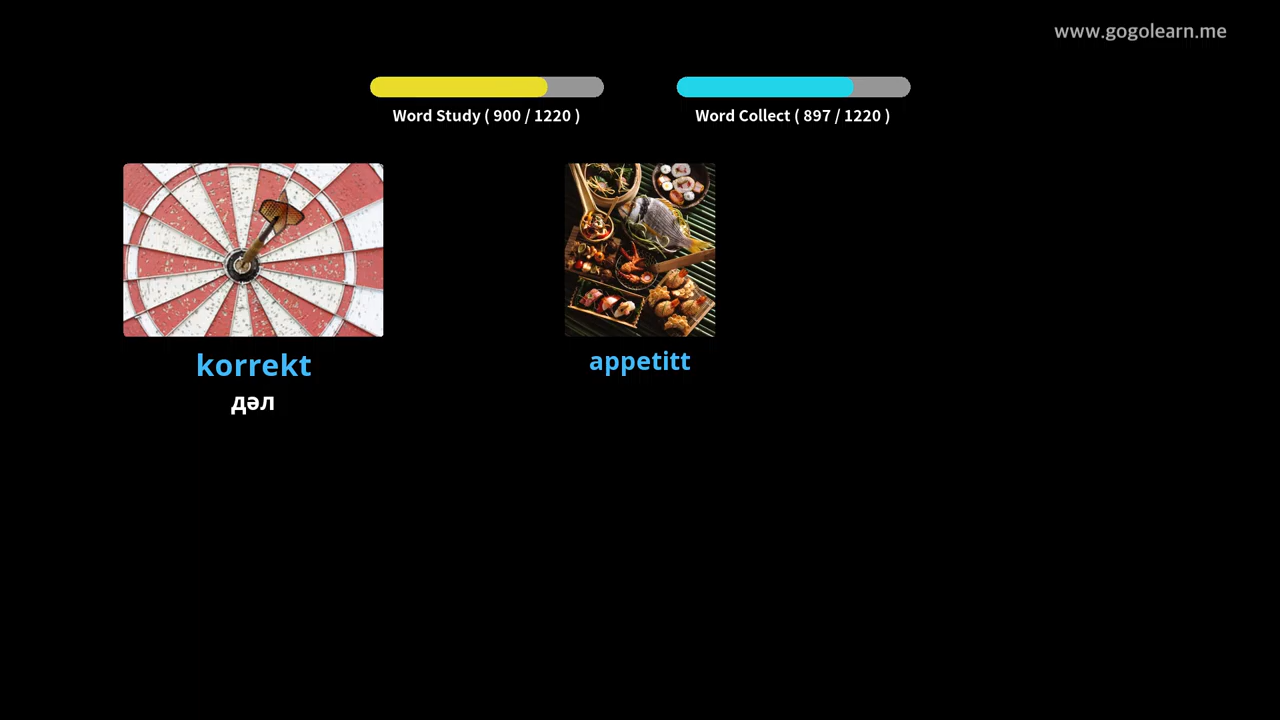 www.gogolearn.me
Word Study ( 900 / 1220 )
Word Collect ( 897 / 1220 )
korrekt
дәл
appetitt